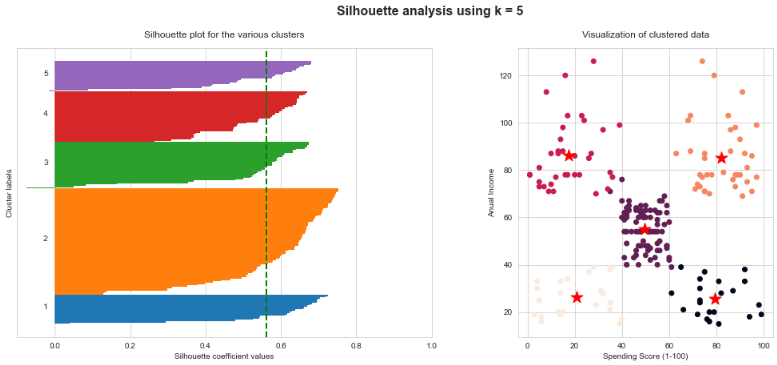 Silhouette analysis using k = 5
Silhouette plot for the various clusters
Cluster labels
5
4
3
2
1
0.0 0.2 0.4 0.6 0.8 1.0
Silhouette coefficient values
Visualization of clustered data
Anual Income
120
100
80
60
40
20
0 20 40 60 80 100
Spending Score (1-100)